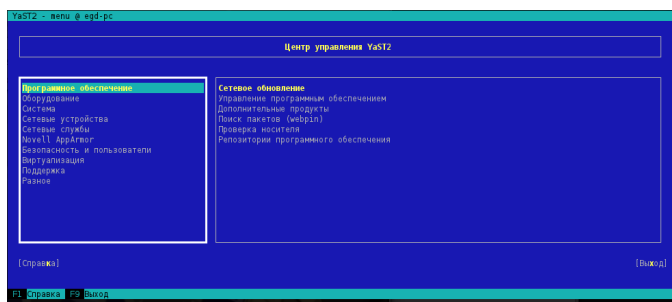 YaST2 - menu @ egd-pc
Центр управления YaST2
Программное обеспечение
Оборудование
Система
Сетевые устройства
Сетевые службы
Novell AppArmor
Безопасность и пользователи
Виртуализация
Поддержка
Разное
Сетевое обновление
Управление программным обеспечением
Дополнительные продукты
Поиск пакетов (webpin)
Проверка носителя
Репозитории программного обеспечения
[Справка]
[Выход]
F1 Справка F9 Выход